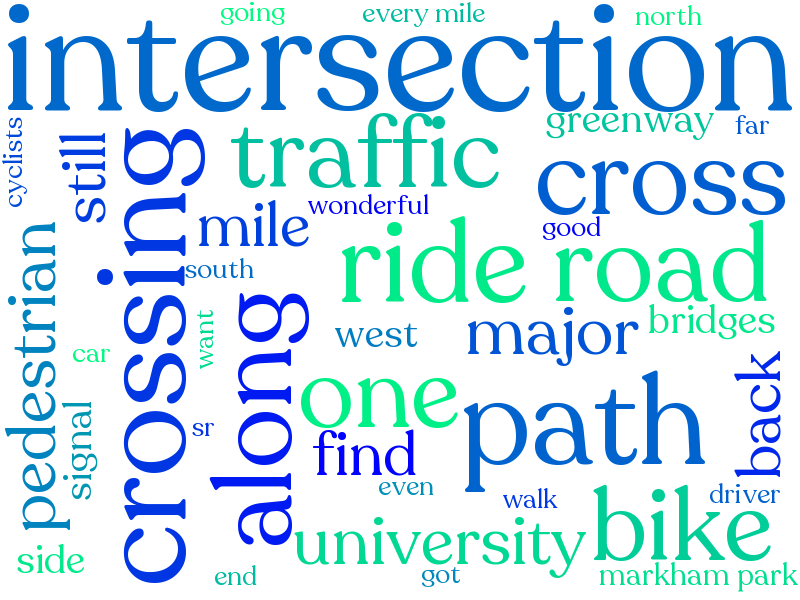 going
every mile
north
intersection
cyclists
still
crossing
traffic
greenway
far
cross
mile
wonderful
good
pedestrian
south
ride
road
want
along
west
major
bridges
car
one
path
back
signal
sr
find
even
walk
bike
driver
side
university
end
got
markham park